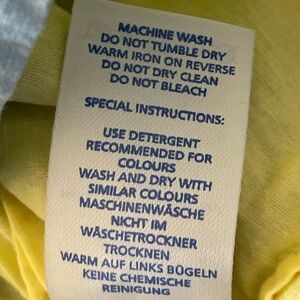 MACHINE WASH
DO NOT TUMBLE DRY
WARM IRON ON REVERSE
DO NOT DRY CLEAN
DO NOT BLEACH
SPECIAL INSTRUCTIONS:
USE DETERGENT
RECOMMENDED FOR
COLOURS
WASH AND DRY WITH
SIMILAR COLOURS
MASCHINENWÄSCHE
NICHT IM
WÄSCHETROCKNER
TROCKNEN
WARM AUF LINKS BÜGELN
KEINE CHEMISCHE
REINIGUNG